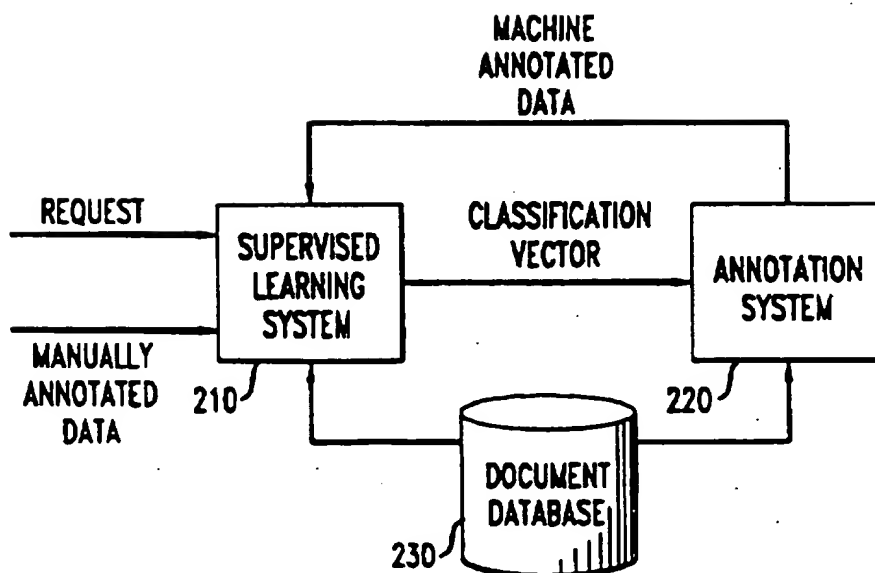 MACHINE
ANNOTATED
DATA
REQUEST
SUPERVISED
LEARNING
SYSTEM
CLASSIFICATION
VECTOR
ANNOTATION
SYSTEM
MANUALLY
ANNOTATED
DATA
210
220
DOCUMENT
DATABASE
230